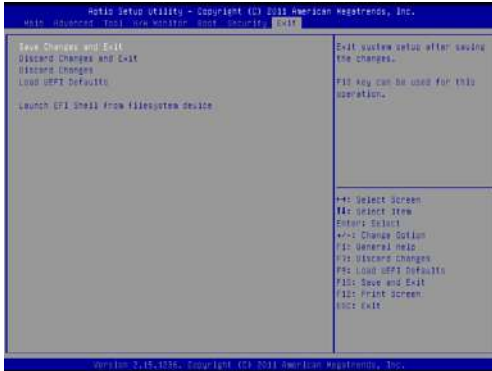 Aptio Setup Utility - Copyright (C) 2011 American Megatrends, Inc.
Main Advanced Tool H/W Monitor Boot Security Exit
Save Changes and Exit
Discard Changes and Exit
Discard Changes
Load UEFI Defaults
Launch EFI Shell from filesystem device
Exit system setup after saving
the changes.
F10 key can be used for this
operation.
→←: Select Screen
↑↓: Select Item
Enter: Select
+/-: Change Option
F1: General Help
F7: Discard Changes
F9: Load UEFI Defaults
F10: Save and Exit
F12: Print Screen
ESC: Exit
Version 2.15.1236. Copyright (C) 2011 American Megatrends, Inc.